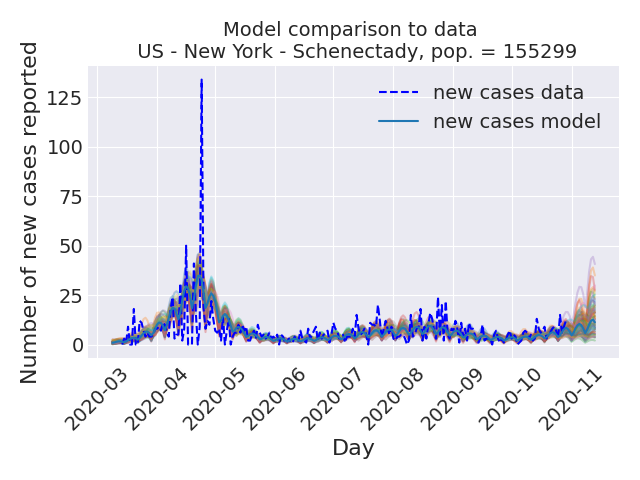 Model comparison to data
US - New York - Schenectady, pop. = 155299
Number of new cases reported
125
100
75
50
25
0
new cases data
new cases model
2020-03
2020-04
2020-05
2020-06
2020-07
2020-08
2020-09
2020-10
2020-11
Day